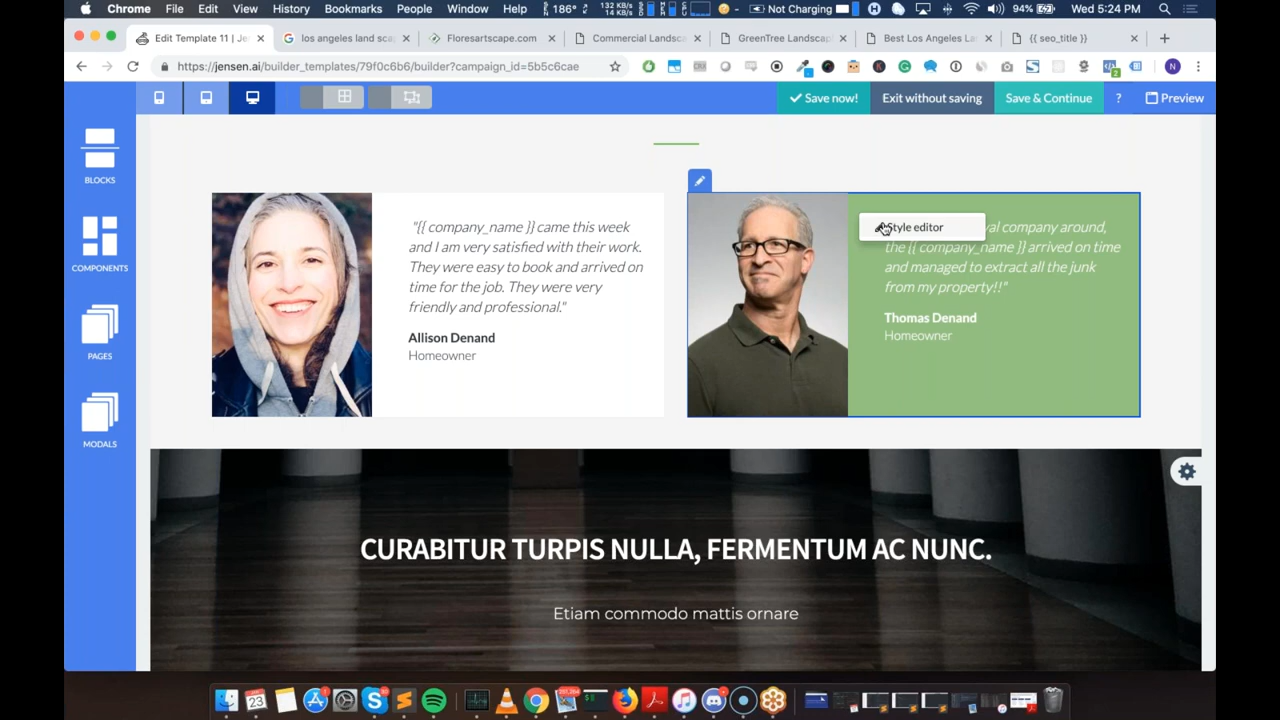 Chrome File Edit View History Bookmarks People Window Help 186° 132 KB/s 14 KB/s Not Charging 94% Wed 5:24 PM
Edit Template 11 | Je
los angeles land sca
Floresartscape.com
Commercial Landsca
GreenTree Landscap
Best Los Angeles La
{{ seo_title }}
https://jensen.ai/builder_templates/79f0c6b6/builder?campaign_id=5b5c6cae
Save now! Exit without saving Save & Continue ? Preview
BLOCKS
COMPONENTS
PAGES
MODALS
"{{ company_name }} came this week
and I am very satisfied with their work.
They were easy to book and arrived on
time for the job. They were very
friendly and professional."
Allison Denand
Homeowner
Style editor
val company around,
the {{ company_name }} arrived on time
and managed to extract all the junk
from my property!!"
Thomas Denand
Homeowner
CURABITUR TURPIS NULLA, FERMENTUM AC NUNC.
Etiam commodo mattis ornare